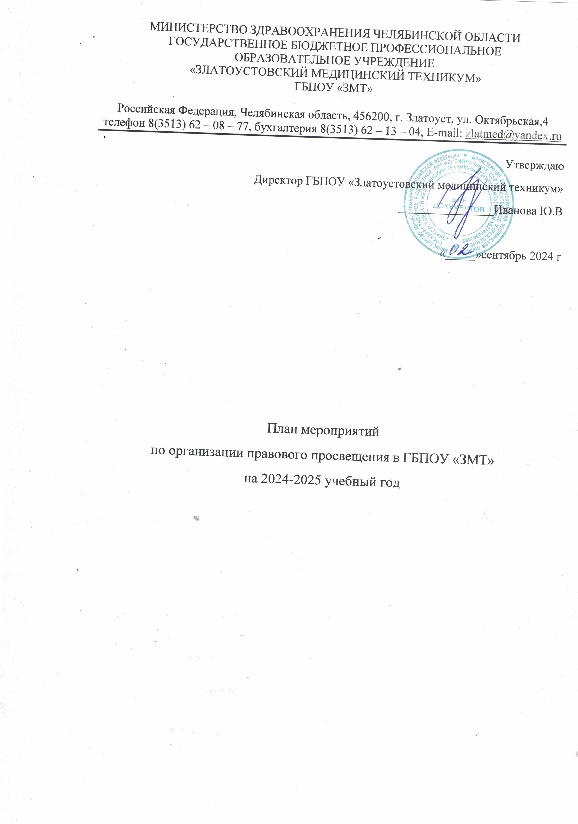 МИНИСТЕРСТВО ЗДРАВООХРАНЕНИЯ ЧЕЛЯБИНСКОЙ ОБЛАСТИ
ГОСУДАРСТВЕННОЕ БЮДЖЕТНОЕ ПРОФЕССИОНАЛЬНОЕ
ОБРАЗОВАТЕЛЬНОЕ УЧРЕЖДЕНИЕ
«ЗЛАТОУСТОВСКИЙ МЕДИЦИНСКИЙ ТЕХНИКУМ»
ГБПОУ «ЗМТ»
Российская Федерация, Челябинская область, 456200, г. Златоуст, ул. Октябрьская,4
телефон 8(3513) 62 – 08 – 77, бухгалтерия 8(3513) 62 – 13 – 04, E-mail: zlatmed@yandex.ru
Утверждаю
Директор ГБПОУ «Златоустовский медицинский техникум»
Иванова Ю.В
«02»сентябрь 2024 г
План мероприятий
по организации правового просвещения в ГБПОУ «ЗМТ»
на 2024-2025 учебный год